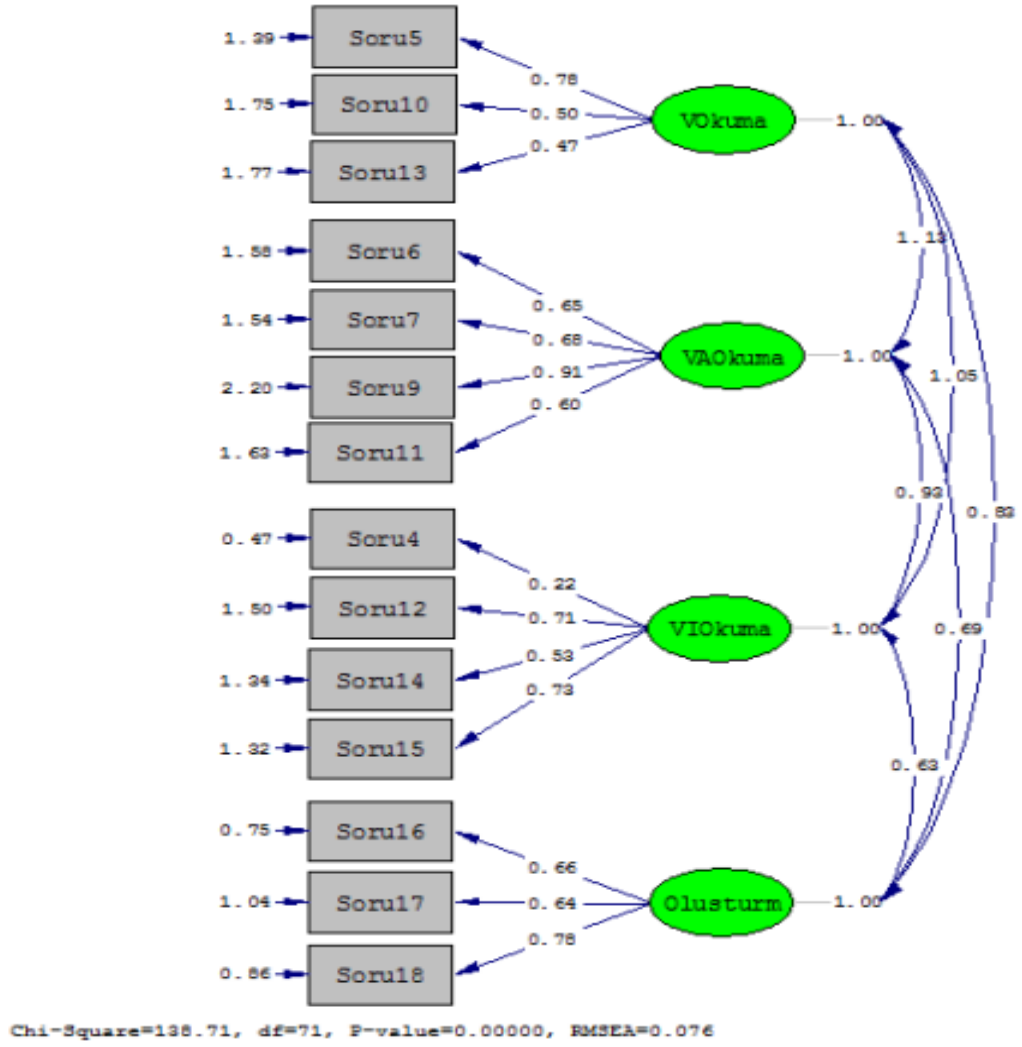 1.39 Soru5
0.78
1.75 Soru10
0.50
VOkuma 1.00
0.47
1.77 Soru13
1.13
1.58 Soru6
0.65
1.54 Soru7
0.68
VAOkuma 1.00
0.91
1.05
2.20 Soru9
0.60
1.63 Soru11
0.93
0.83
0.47 Soru4
0.22
1.50 Soru12
0.71
VIOkuma 1.00
0.69
0.53
1.34 Soru14
0.73
1.32 Soru15
0.63
0.75 Soru16
0.66
1.04 Soru17
0.64
Olusturm 1.00
0.78
0.86 Soru18
Chi-Square=138.71, df=71, P-value=0.00000, RMSEA=0.076